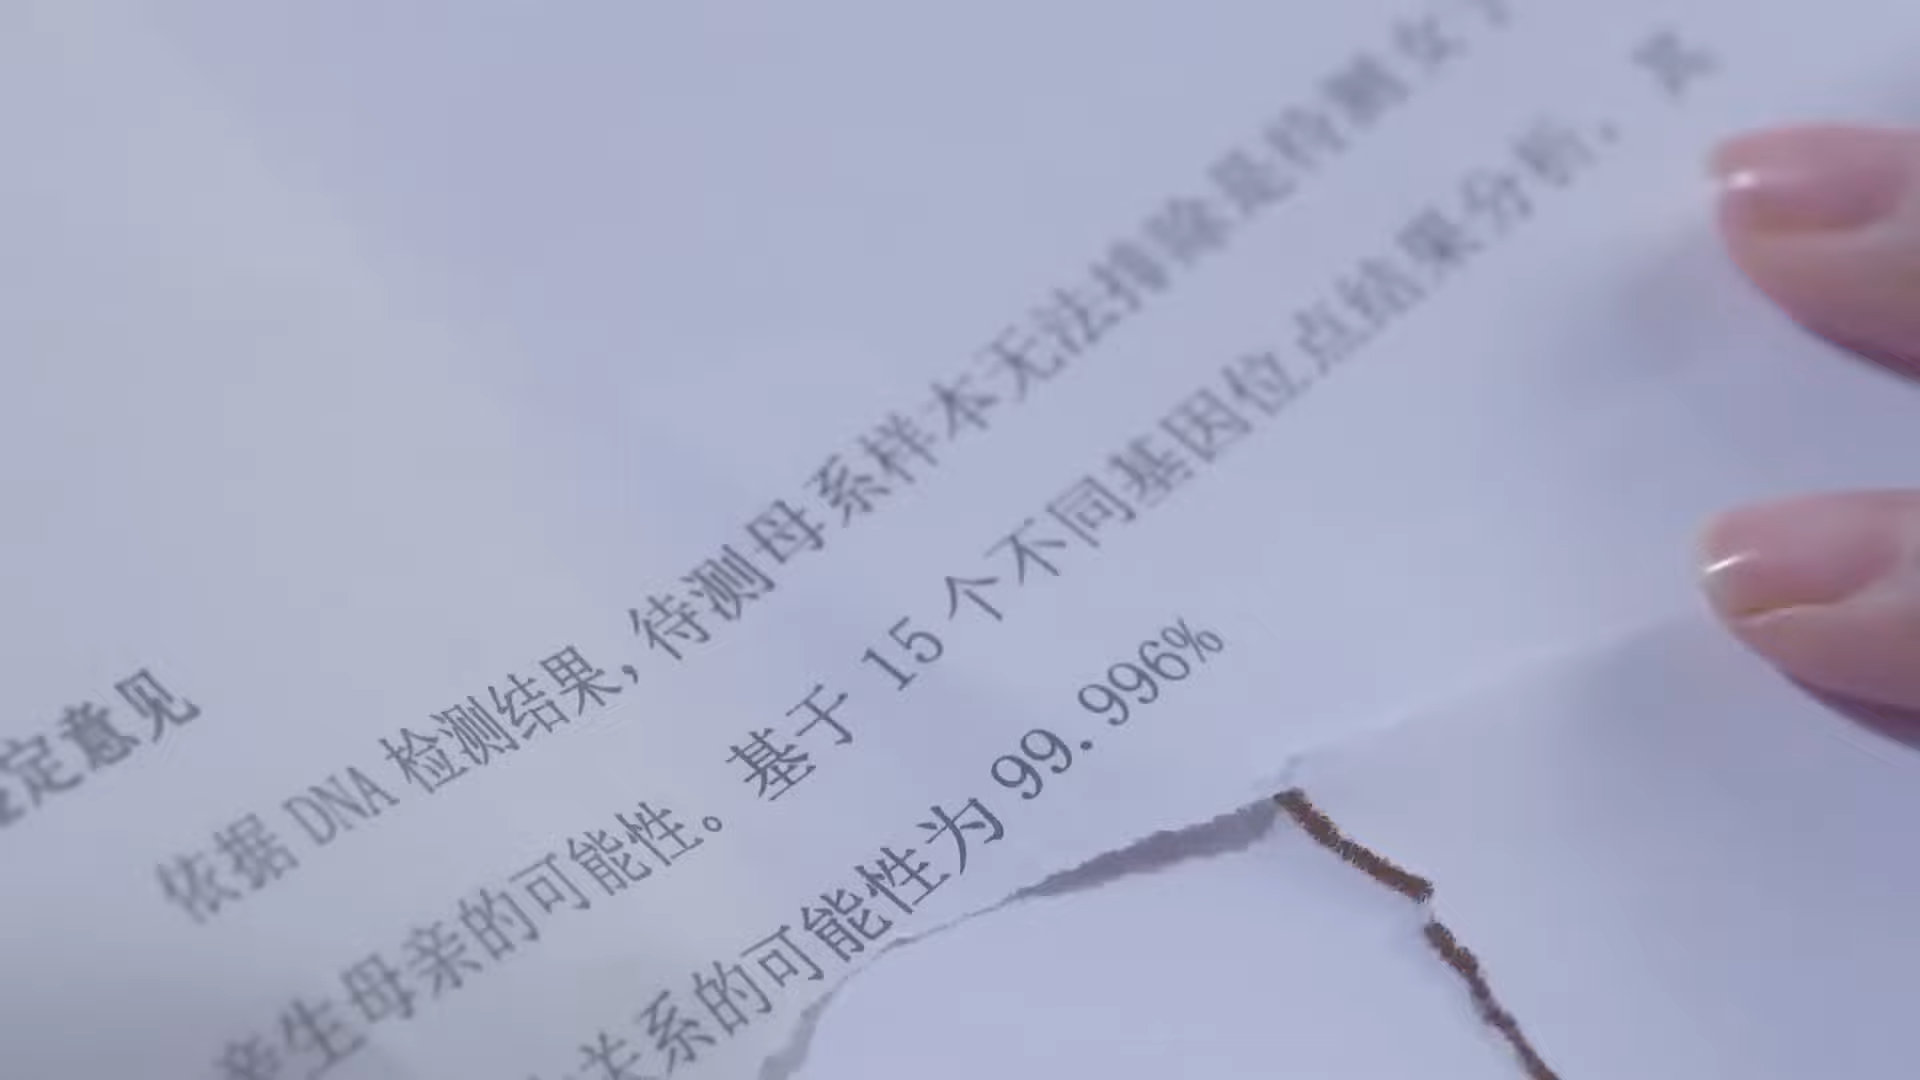 定意见
依据 DNA 检测结果,待测母系样本无法排除是待测女
亲生母亲的可能性。基于 15 个不同基因位点结果分析，其
关系的可能性为 99.996%